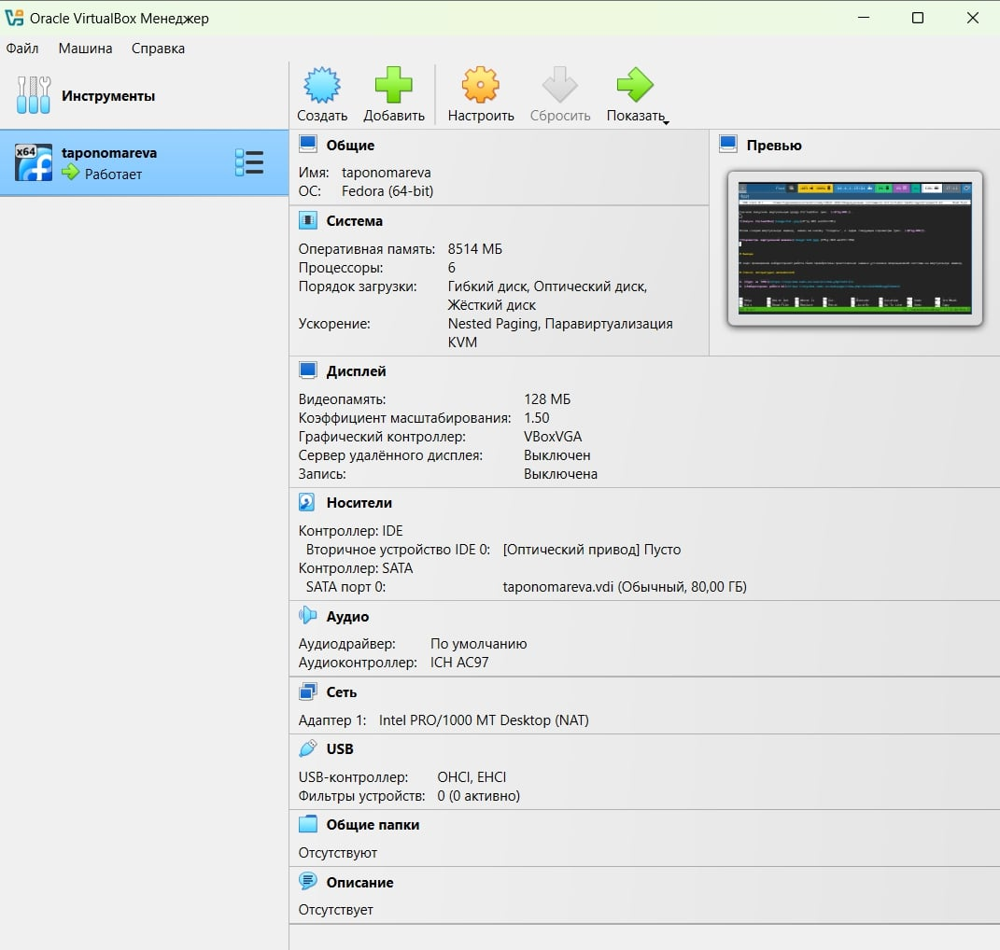 Oracle VirtualBox Менеджер
Файл Машина Справка
Инструменты
Создать Добавить Настроить Сбросить Показать
x64
taponomareva
Работает
Общие
Имя: taponomareva
ОС: Fedora (64-bit)
Превью
Система
Оперативная память: 8514 МБ
Процессоры: 6
Порядок загрузки: Гибкий диск, Оптический диск,
Жёсткий диск
Ускорение: Nested Paging, Паравиртуализация
KVM
Дисплей
Видеопамять: 128 МБ
Коэффициент масштабирования: 1.50
Графический контроллер: VBoxVGA
Сервер удалённого дисплея: Выключен
Запись: Выключена
Носители
Контроллер: IDE
Вторичное устройство IDE 0: [Оптический привод] Пусто
Контроллер: SATA
SATA порт 0: taponomareva.vdi (Обычный, 80,00 ГБ)
Аудио
Аудиодрайвер: По умолчанию
Аудиоконтроллер: ICH AC97
Сеть
Адаптер 1: Intel PRO/1000 MT Desktop (NAT)
USB
USB-контроллер: OHCI, EHCI
Фильтры устройств: 0 (0 активно)
Общие папки
Отсутствуют
Описание
Отсутствует